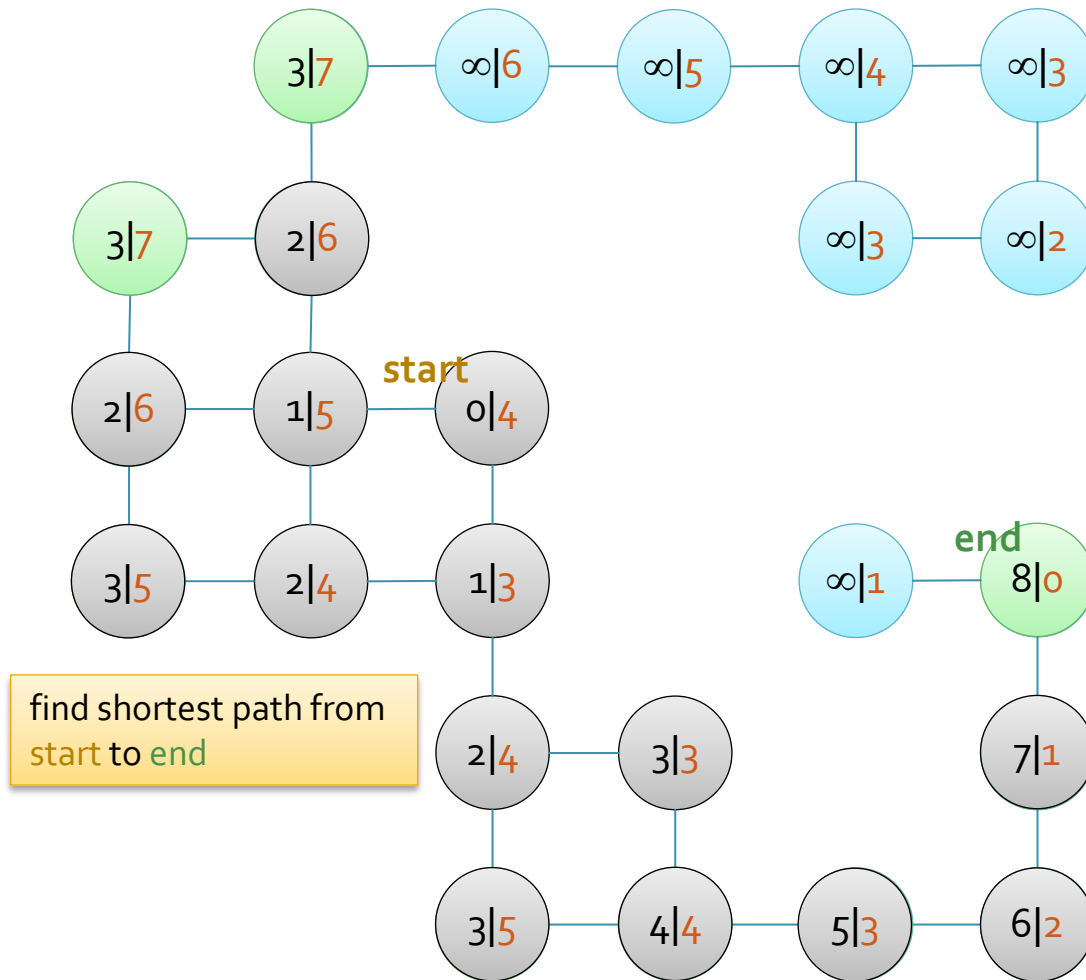 3|7 ∞|6 ∞|5 ∞|4 ∞|3
3|7 2|6 ∞|3 ∞|2
start
2|6 1|5 0|4
end
3|5 2|4 1|3 ∞|1 8|0
find shortest path from
start to end
2|4 3|3 7|1
3|5 4|4 5|3 6|2